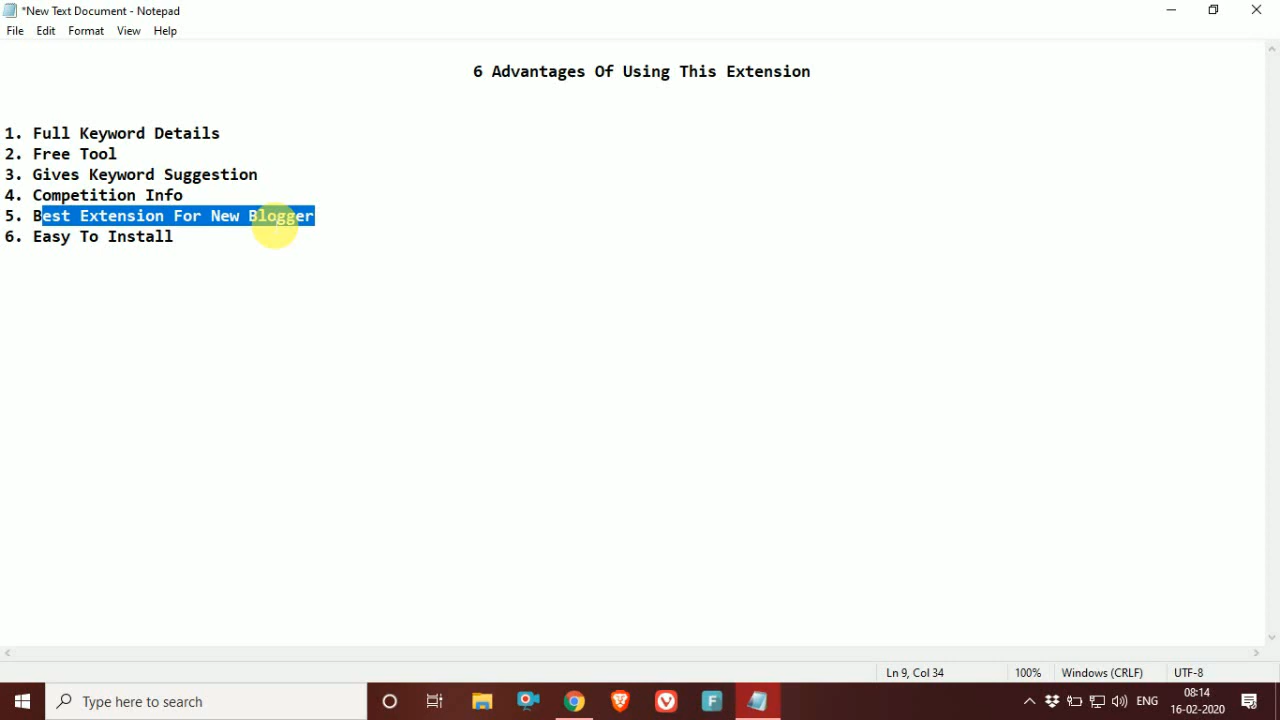 *New Text Document - Notepad
File Edit Format View Help
6 Advantages Of Using This Extension
1. Full Keyword Details
2. Free Tool
3. Gives Keyword Suggestion
4. Competition Info
5. Best Extension For New Blogger
6. Easy To Install
Ln 9, Col 34 100% Windows (CRLF) UTF-8
Type here to search
F
ENG
08:14
16-02-2020